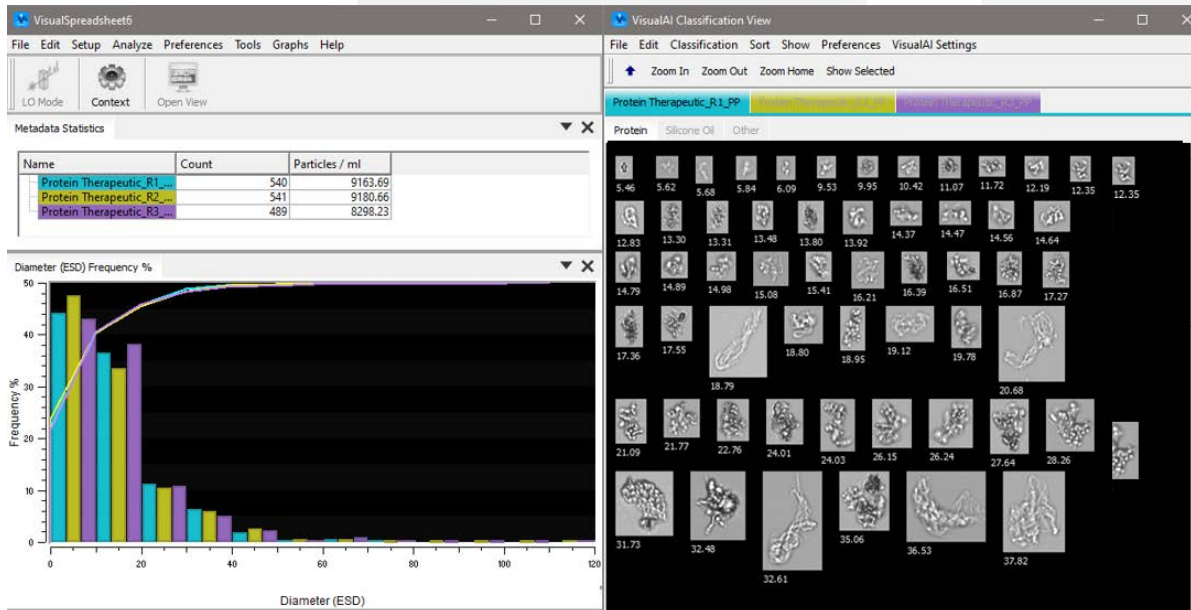 VisualSpreadsheet6
File Edit Setup Analyze Preferences Tools Graphs Help
LO Mode Context Open View
Metadata Statistics
Name Count Particles / ml
Protein Therapeutic_R1_... 540 9163.69
Protein Therapeutic_R2_... 541 9180.66
Protein Therapeutic_R3_... 489 8298.23
Diameter (ESD) Frequency %
Frequency %
50
40
30
20
10
0
0 20 40 60 80 100 120
Diameter (ESD)
VisualAI Classification View
File Edit Classification Sort Show Preferences VisualAI Settings
Zoom In Zoom Out Zoom Home Show Selected
Protein Therapeutic_R1_PP Protein Therapeutic_R3_PP
Protein Silicone Oil Other
5.46 5.62 5.68 5.84 6.09 9.53 9.95 10.42 11.07 11.72 12.19 12.35 12.35
12.83 13.30 13.31 13.48 13.80 13.92 14.37 14.47 14.56 14.64
14.79 14.89 14.98 15.08 15.41 16.21 16.39 16.51 16.87 17.27
17.36 17.55 18.79 18.80 18.95 19.12 19.78 20.68
21.09 21.77 22.76 24.01 24.03 26.15 26.24 27.64 28.26
31.73 32.48 32.61 35.06 36.53 37.82